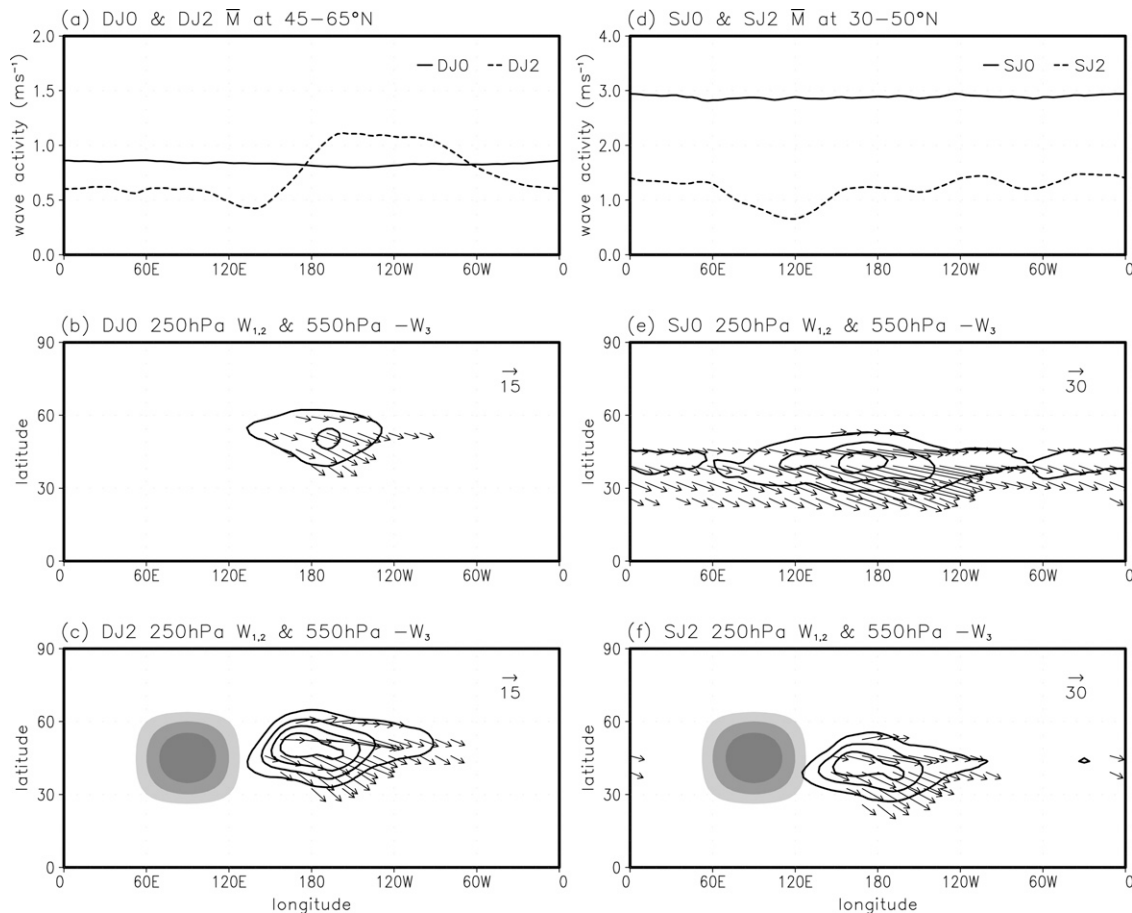 (a) DJ0 & DJ2 M̅ at 45−65°N
2.0
1.5
1.0
0.5
0.0
wave activity (ms⁻¹)
DJ0 DJ2
0 60E 120E 180 120W 60W 0
(d) SJ0 & SJ2 M̅ at 30−50°N
4.0
3.0
2.0
1.0
0.0
wave activity (ms⁻¹)
SJ0 SJ2
0 60E 120E 180 120W 60W 0
(b) DJ0 250hPa W₁,₂ & 550hPa −W₃
90
60
30
0
latitude
15
0 60E 120E 180 120W 60W 0
(e) SJ0 250hPa W₁,₂ & 550hPa −W₃
90
60
30
0
latitude
30
0 60E 120E 180 120W 60W 0
(c) DJ2 250hPa W₁,₂ & 550hPa −W₃
90
60
30
0
latitude
15
0 60E 120E 180 120W 60W 0
longitude
(f) SJ2 250hPa W₁,₂ & 550hPa −W₃
90
60
30
0
latitude
30
0 60E 120E 180 120W 60W 0
longitude